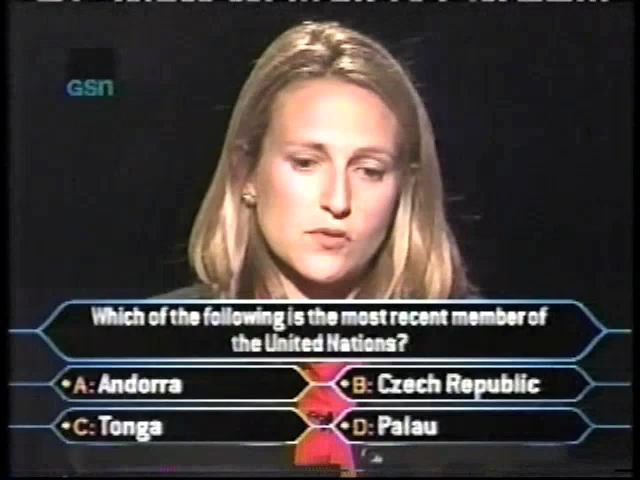 GSN
Which of the following is the most recent member of
the United Nations?
A: Andorra
B: Czech Republic
C: Tonga
D: Palau